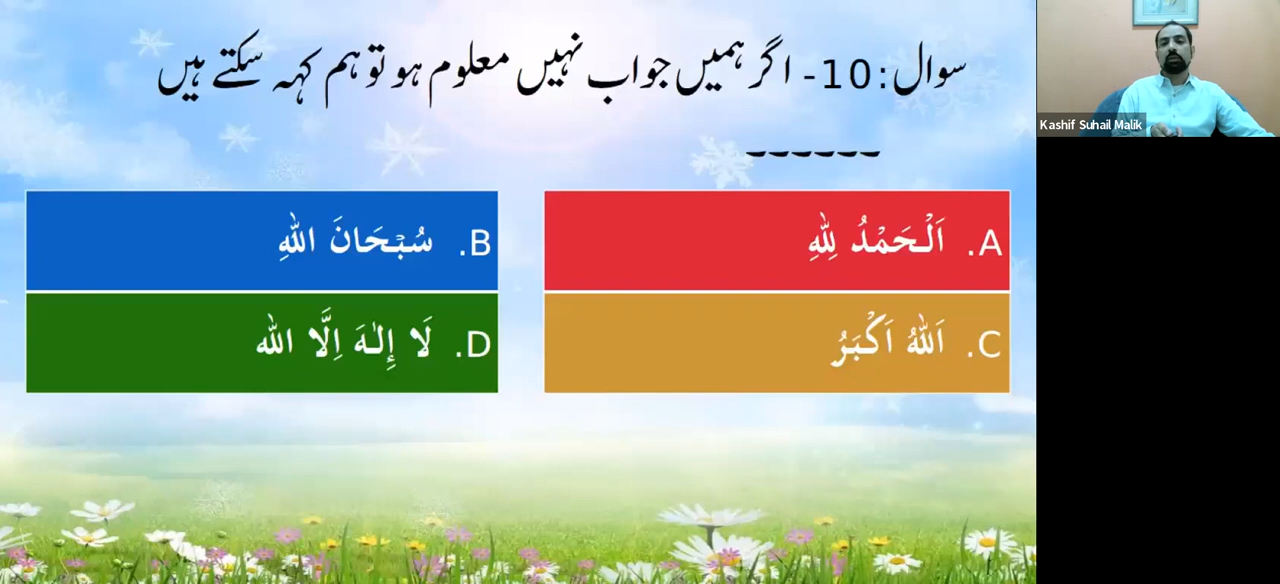 سوال:10- اگر ہمیں جواب نہیں معلوم ہو تو ہم کہہ سکتے ہیں
------
A. اَلْحَمْدُ لِلّٰهِ
B. سُبْحَانَ اللّٰهِ
C. اَللّٰهُ اَكْبَرُ
D. لَا إِلٰهَ اِلَّا اللّٰه
Kashif Suhail Malik